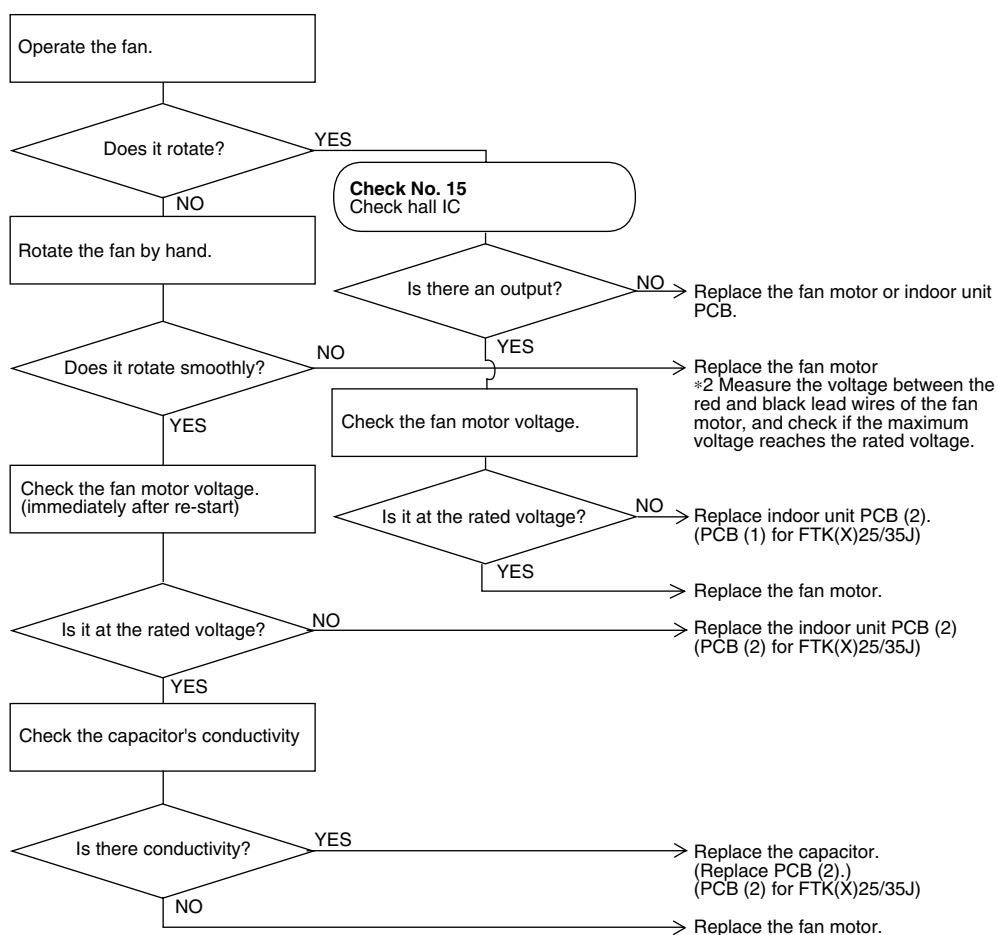 Operate the fan.
Does it rotate?
YES
NO
Check No. 15
Check hall IC
Rotate the fan by hand.
Is there an output?
NO
Replace the fan motor or indoor unit
PCB.
YES
Does it rotate smoothly?
NO
Replace the fan motor
*2 Measure the voltage between the
red and black lead wires of the fan
motor, and check if the maximum
voltage reaches the rated voltage.
YES
Check the fan motor voltage.
Check the fan motor voltage.
(immediately after re-start)
Is it at the rated voltage?
NO
Replace indoor unit PCB (2).
(PCB (1) for FTK(X)25/35J)
YES
Replace the fan motor.
Is it at the rated voltage?
NO
Replace the indoor unit PCB (2)
(PCB (2) for FTK(X)25/35J)
YES
Check the capacitor's conductivity
Is there conductivity?
YES
Replace the capacitor.
(Replace PCB (2).)
(PCB (2) for FTK(X)25/35J)
NO
Replace the fan motor.